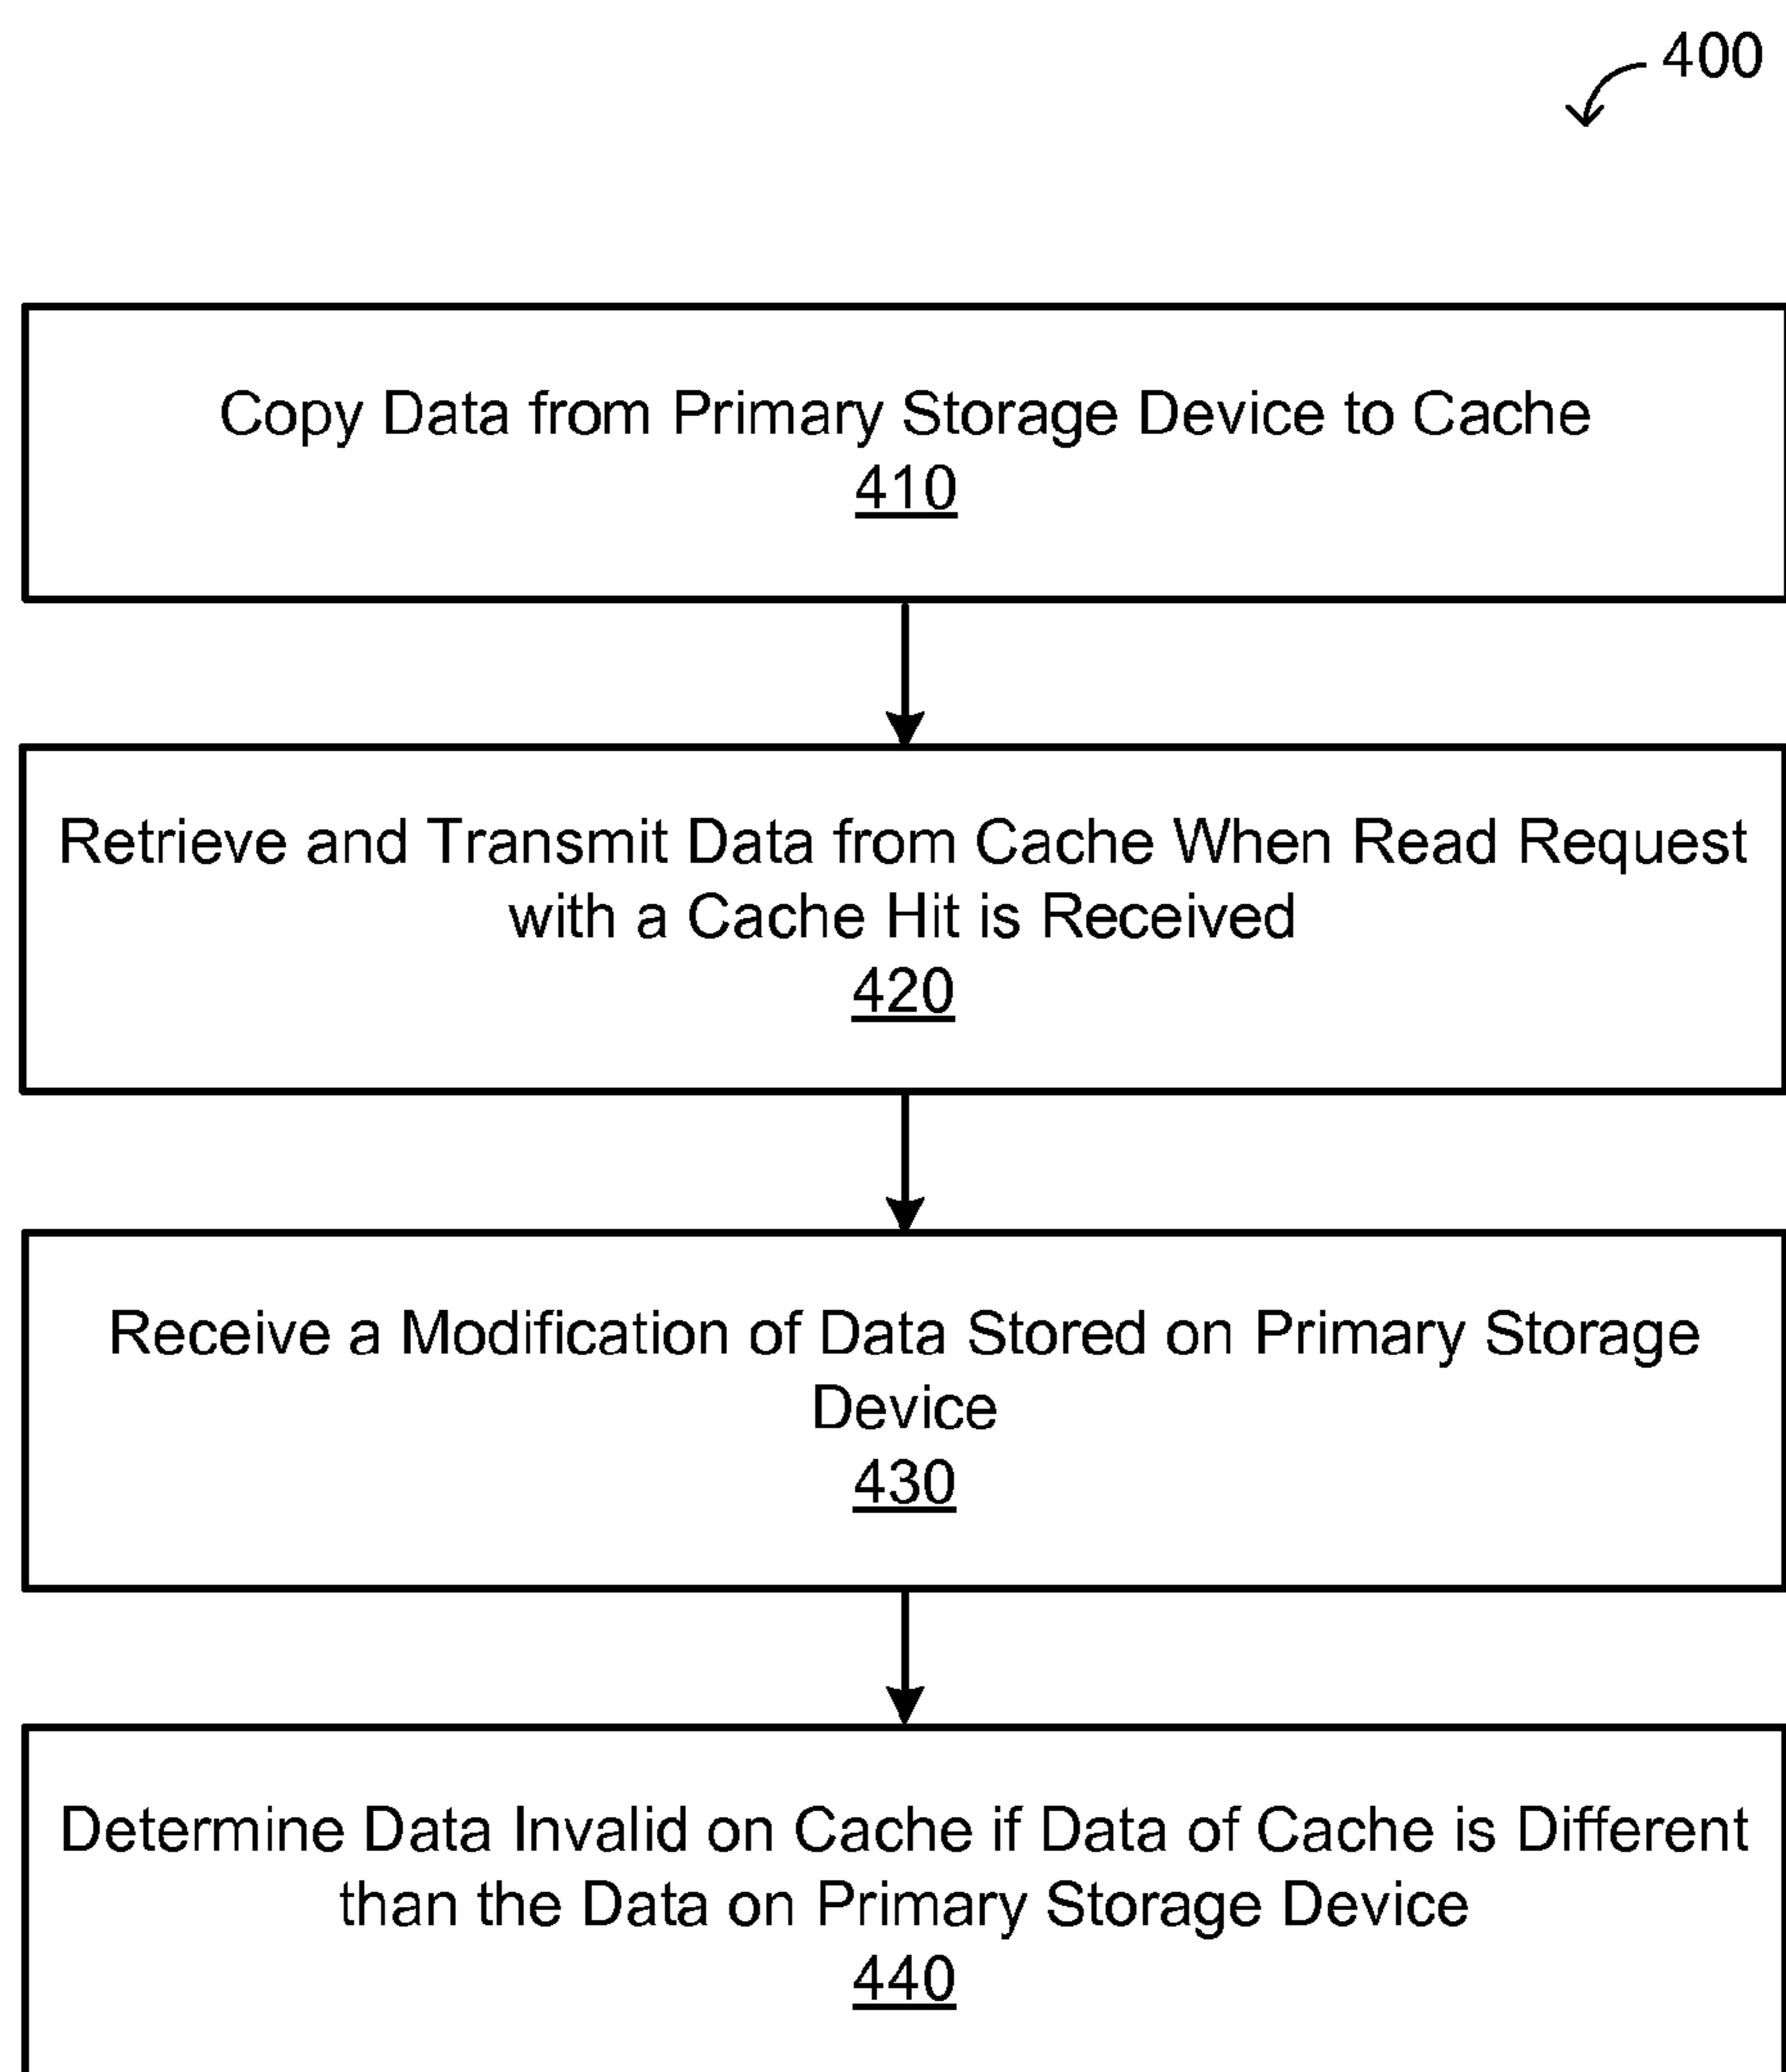 400
Copy Data from Primary Storage Device to Cache
410
Retrieve and Transmit Data from Cache When Read Request
with a Cache Hit is Received
420
Receive a Modification of Data Stored on Primary Storage
Device
430
Determine Data Invalid on Cache if Data of Cache is Different
than the Data on Primary Storage Device
440